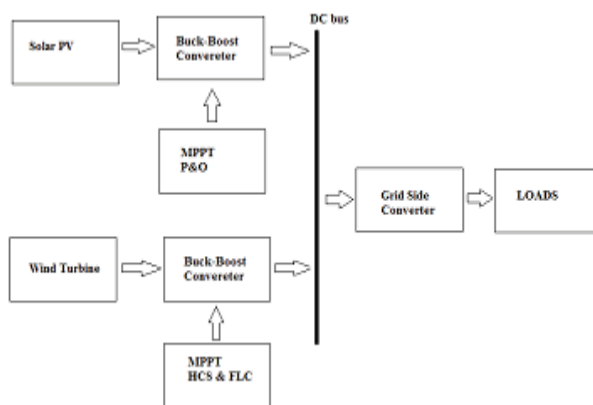 DC bus
Solar PV
Buck-Boost
Convereter
MPPT
P&O
Grid Side
Converter
LOADS
Wind Turbine
Buck-Boost
Convereter
MPPT
HCS & FLC